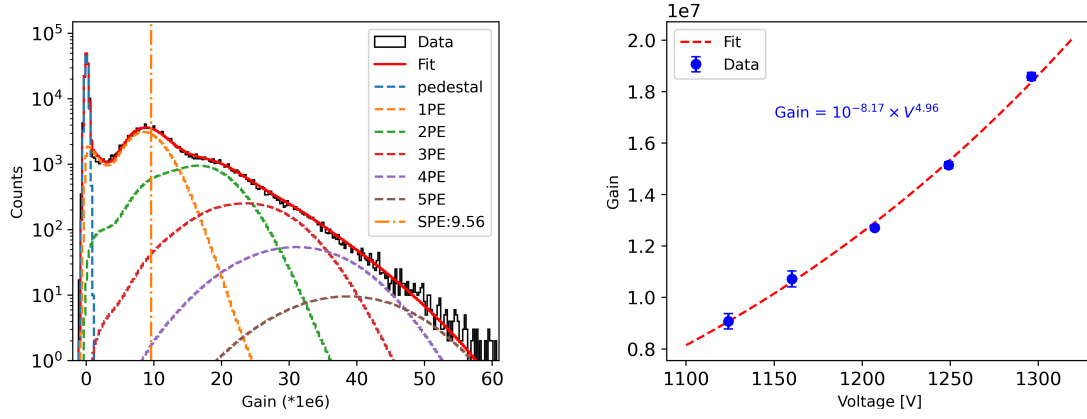 10^5
10^4
10^3
10^2
10^1
10^0
Counts
0 10 20 30 40 50 60
Gain (*1e6)
Data
Fit
pedestal
1PE
2PE
3PE
4PE
5PE
SPE:9.56
1e7
2.0
1.8
1.6
1.4
1.2
1.0
0.8
Gain
1100 1150 1200 1250 1300
Voltage [V]
Fit
Data
Gain = 10^{-8.17} × V^{4.96}